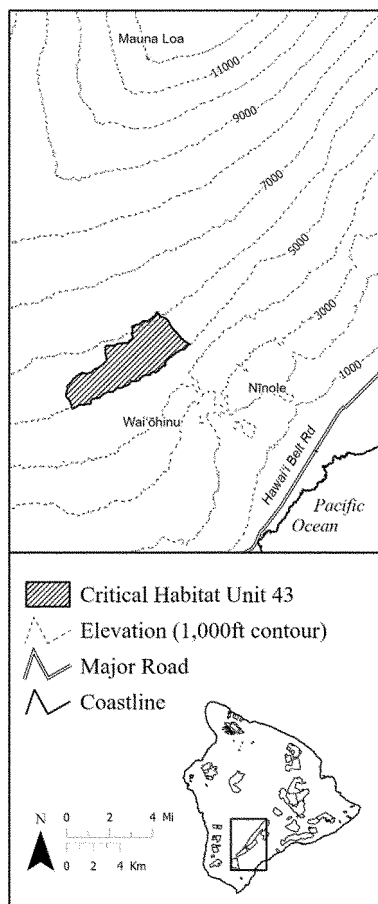 Mauna Loa
11000
9000
7000
5000
3000
Nīnole
1000
Wai‘ōhinu
Hawai‘i Belt Rd
Pacific
Ocean
Critical Habitat Unit 43
Elevation (1,000ft contour)
Major Road
Coastline
N
0 2 4 Mi
0 2 4 Km